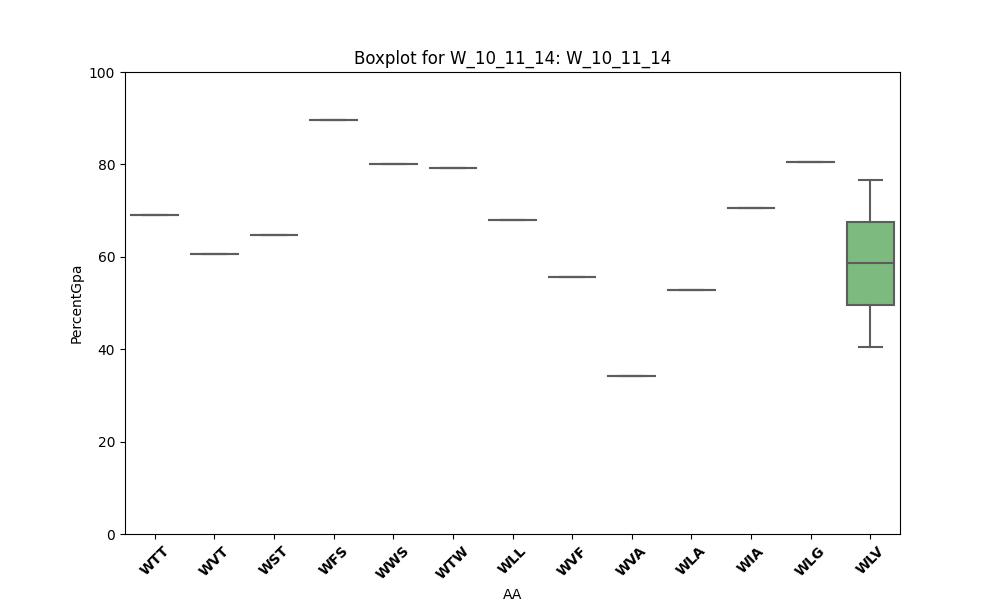 Boxplot for W_10_11_14: W_10_11_14
100
80
60
40
20
0
PercentGpa
WTT WVT WST WFS WWS WTW WLL WVF WVA WLA WIA WLG WLV
AA